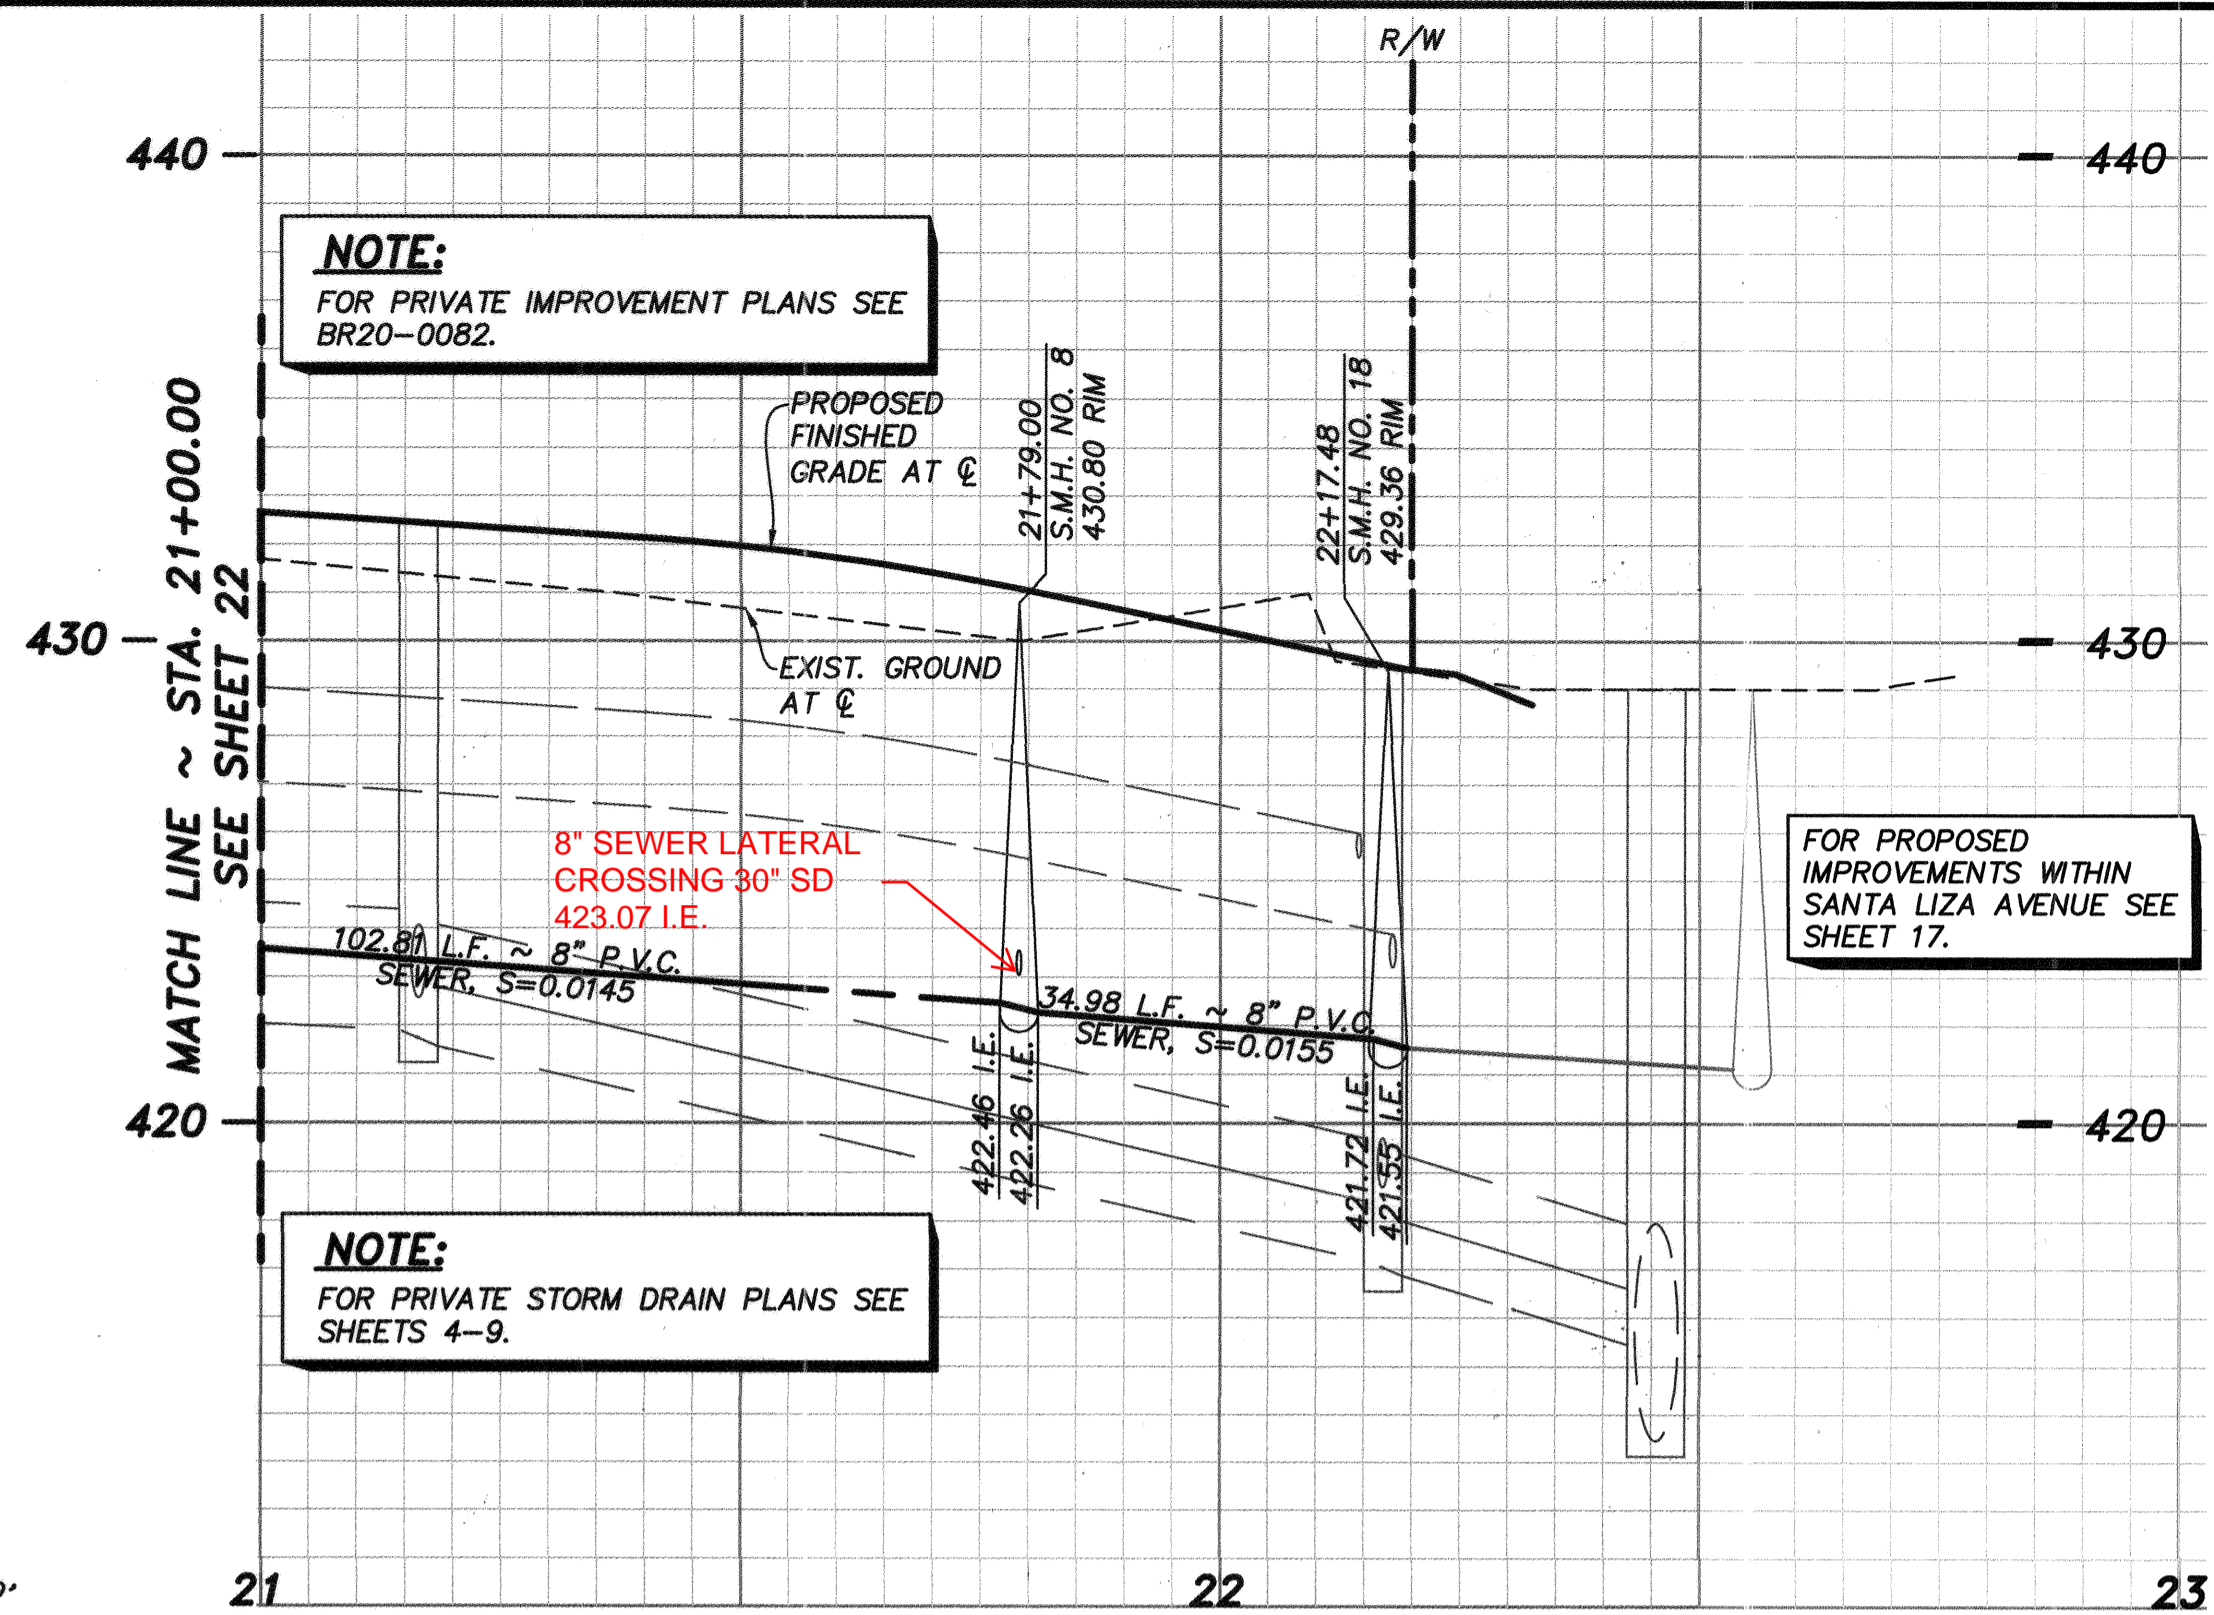 R/W
440
440
NOTE:
FOR PRIVATE IMPROVEMENT PLANS SEE
BR20-0082.
MATCH LINE ~ STA. 21+00.00
SEE SHEET 22
PROPOSED
FINISHED
GRADE AT ℄
21+79.00
S.M.H. NO. 8
430.80 RIM
22+17.48
S.M.H. NO. 18
429.36 RIM
430
430
EXIST. GROUND
AT ℄
8" SEWER LATERAL
CROSSING 30" SD
423.07 I.E.
FOR PROPOSED
IMPROVEMENTS WITHIN
SANTA LIZA AVENUE SEE
SHEET 17.
102.81 L.F. ~ 8" P.V.C.
SEWER, S=0.0145
34.98 L.F. ~ 8" P.V.C.
SEWER, S=0.0155
422.46 I.E.
422.26 I.E.
421.72 I.E.
421.55 I.E.
420
420
NOTE:
FOR PRIVATE STORM DRAIN PLANS SEE
SHEETS 4-9.
21
22
23